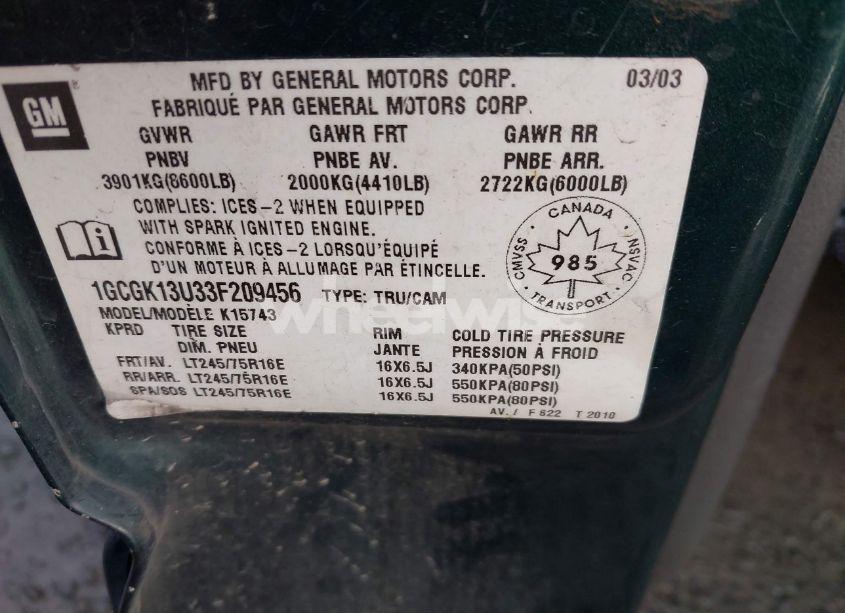 GM
®
MFD BY GENERAL MOTORS CORP. 03/03
FABRIQUÉ PAR GENERAL MOTORS CORP.
GVWR GAWR FRT GAWR RR
PNBV PNBE AV. PNBE ARR.
3901KG(8600LB) 2000KG(4410LB) 2722KG(6000LB)
COMPLIES: ICES-2 WHEN EQUIPPED
WITH SPARK IGNITED ENGINE.
CONFORME À ICES-2 LORSQU'ÉQUIPÉ
D'UN MOTEUR À ALLUMAGE PAR ÉTINCELLE.
CANADA
CMVSS 985 NSVAC
TRANSPORT
1GCGK13U33F209456 TYPE: TRU/CAM
MODEL/MODÈLE K15743
KPRD TIRE SIZE RIM COLD TIRE PRESSURE
DIM. PNEU JANTE PRESSION À FROID
FRT/AV. LT245/75R16E 16X6.5J 340KPA(50PSI)
RR/ARR. LT245/75R16E 16X6.5J 550KPA(80PSI)
SPA/SOS LT245/75R16E 16X6.5J 550KPA(80PSI)
AV./ F 622 T 2010